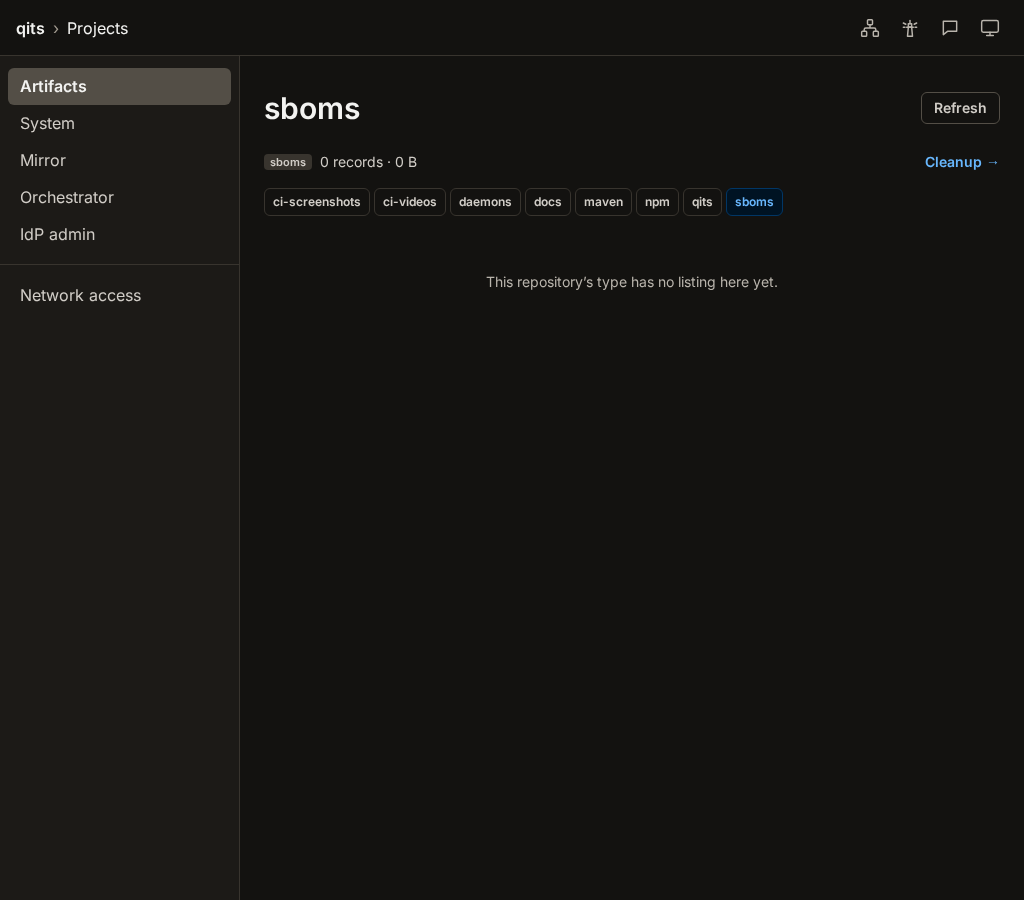 qits › Projects
Artifacts
System
Mirror
Orchestrator
IdP admin
Network access
sboms
Refresh
sboms 0 records · 0 B
Cleanup →
ci-screenshots ci-videos daemons docs maven npm qits sboms
This repository’s type has no listing here yet.